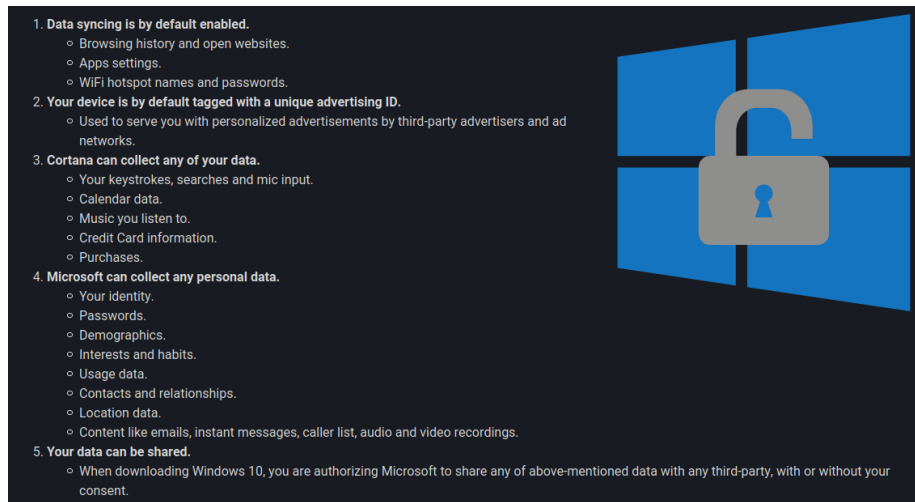 1. Data syncing is by default enabled.
○ Browsing history and open websites.
○ Apps settings.
○ WiFi hotspot names and passwords.
2. Your device is by default tagged with a unique advertising ID.
○ Used to serve you with personalized advertisements by third-party advertisers and ad
networks.
3. Cortana can collect any of your data.
○ Your keystrokes, searches and mic input.
○ Calendar data.
○ Music you listen to.
○ Credit Card information.
○ Purchases.
4. Microsoft can collect any personal data.
○ Your identity.
○ Passwords.
○ Demographics.
○ Interests and habits.
○ Usage data.
○ Contacts and relationships.
○ Location data.
○ Content like emails, instant messages, caller list, audio and video recordings.
5. Your data can be shared.
○ When downloading Windows 10, you are authorizing Microsoft to share any of above-mentioned data with any third-party, with or without your
consent.